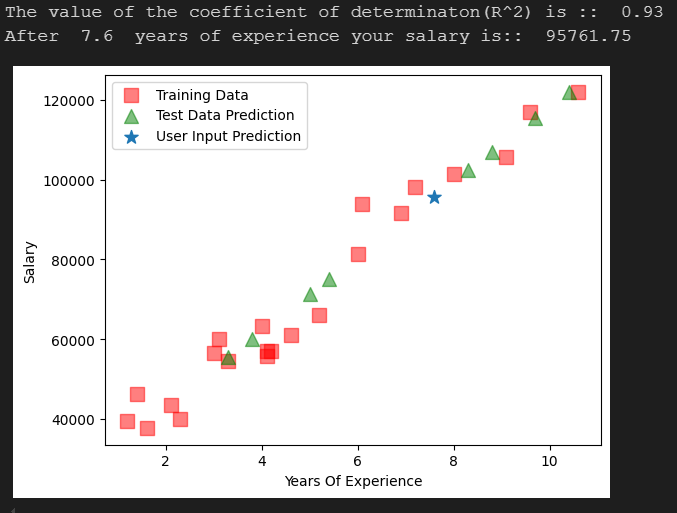 The value of the coefficient of determinaton(R^2) is ::  0.93
After  7.6  years of experience your salary is::  95761.75
Training Data
Test Data Prediction
User Input Prediction
120000
100000
80000
60000
40000
Salary
2 4 6 8 10
Years Of Experience